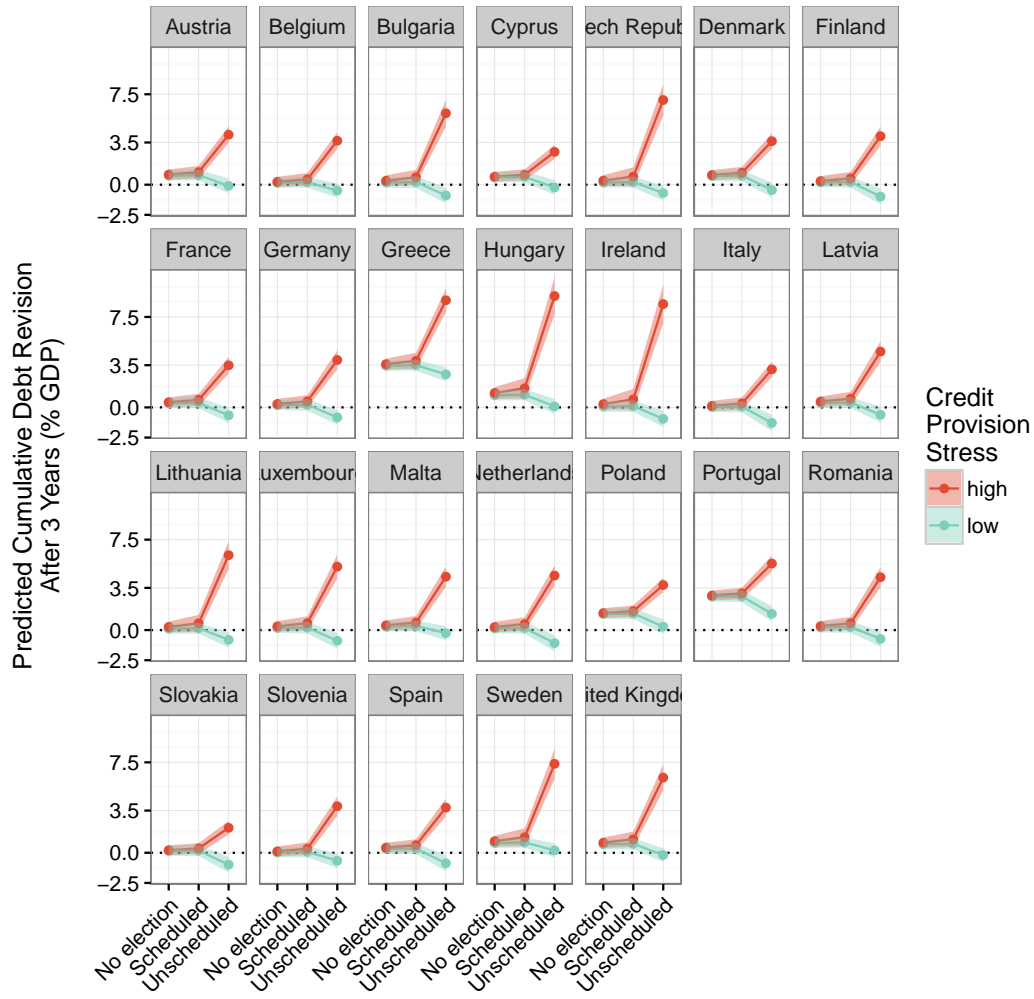 Austria Belgium Bulgaria Cyprus ech Repub Denmark Finland
7.5
3.5
0.0
−2.5
France Germany Greece Hungary Ireland Italy Latvia
7.5
3.5
0.0
−2.5
Lithuania uxembourg Malta Netherlands Poland Portugal Romania
7.5
3.5
0.0
−2.5
Slovakia Slovenia Spain Sweden ited Kingdo
7.5
3.5
0.0
−2.5
No election Scheduled Unscheduled No election Scheduled Unscheduled No election Scheduled Unscheduled No election Scheduled Unscheduled No election Scheduled Unscheduled
Predicted Cumulative Debt Revision
After 3 Years (% GDP)
Credit
Provision
Stress
high
low